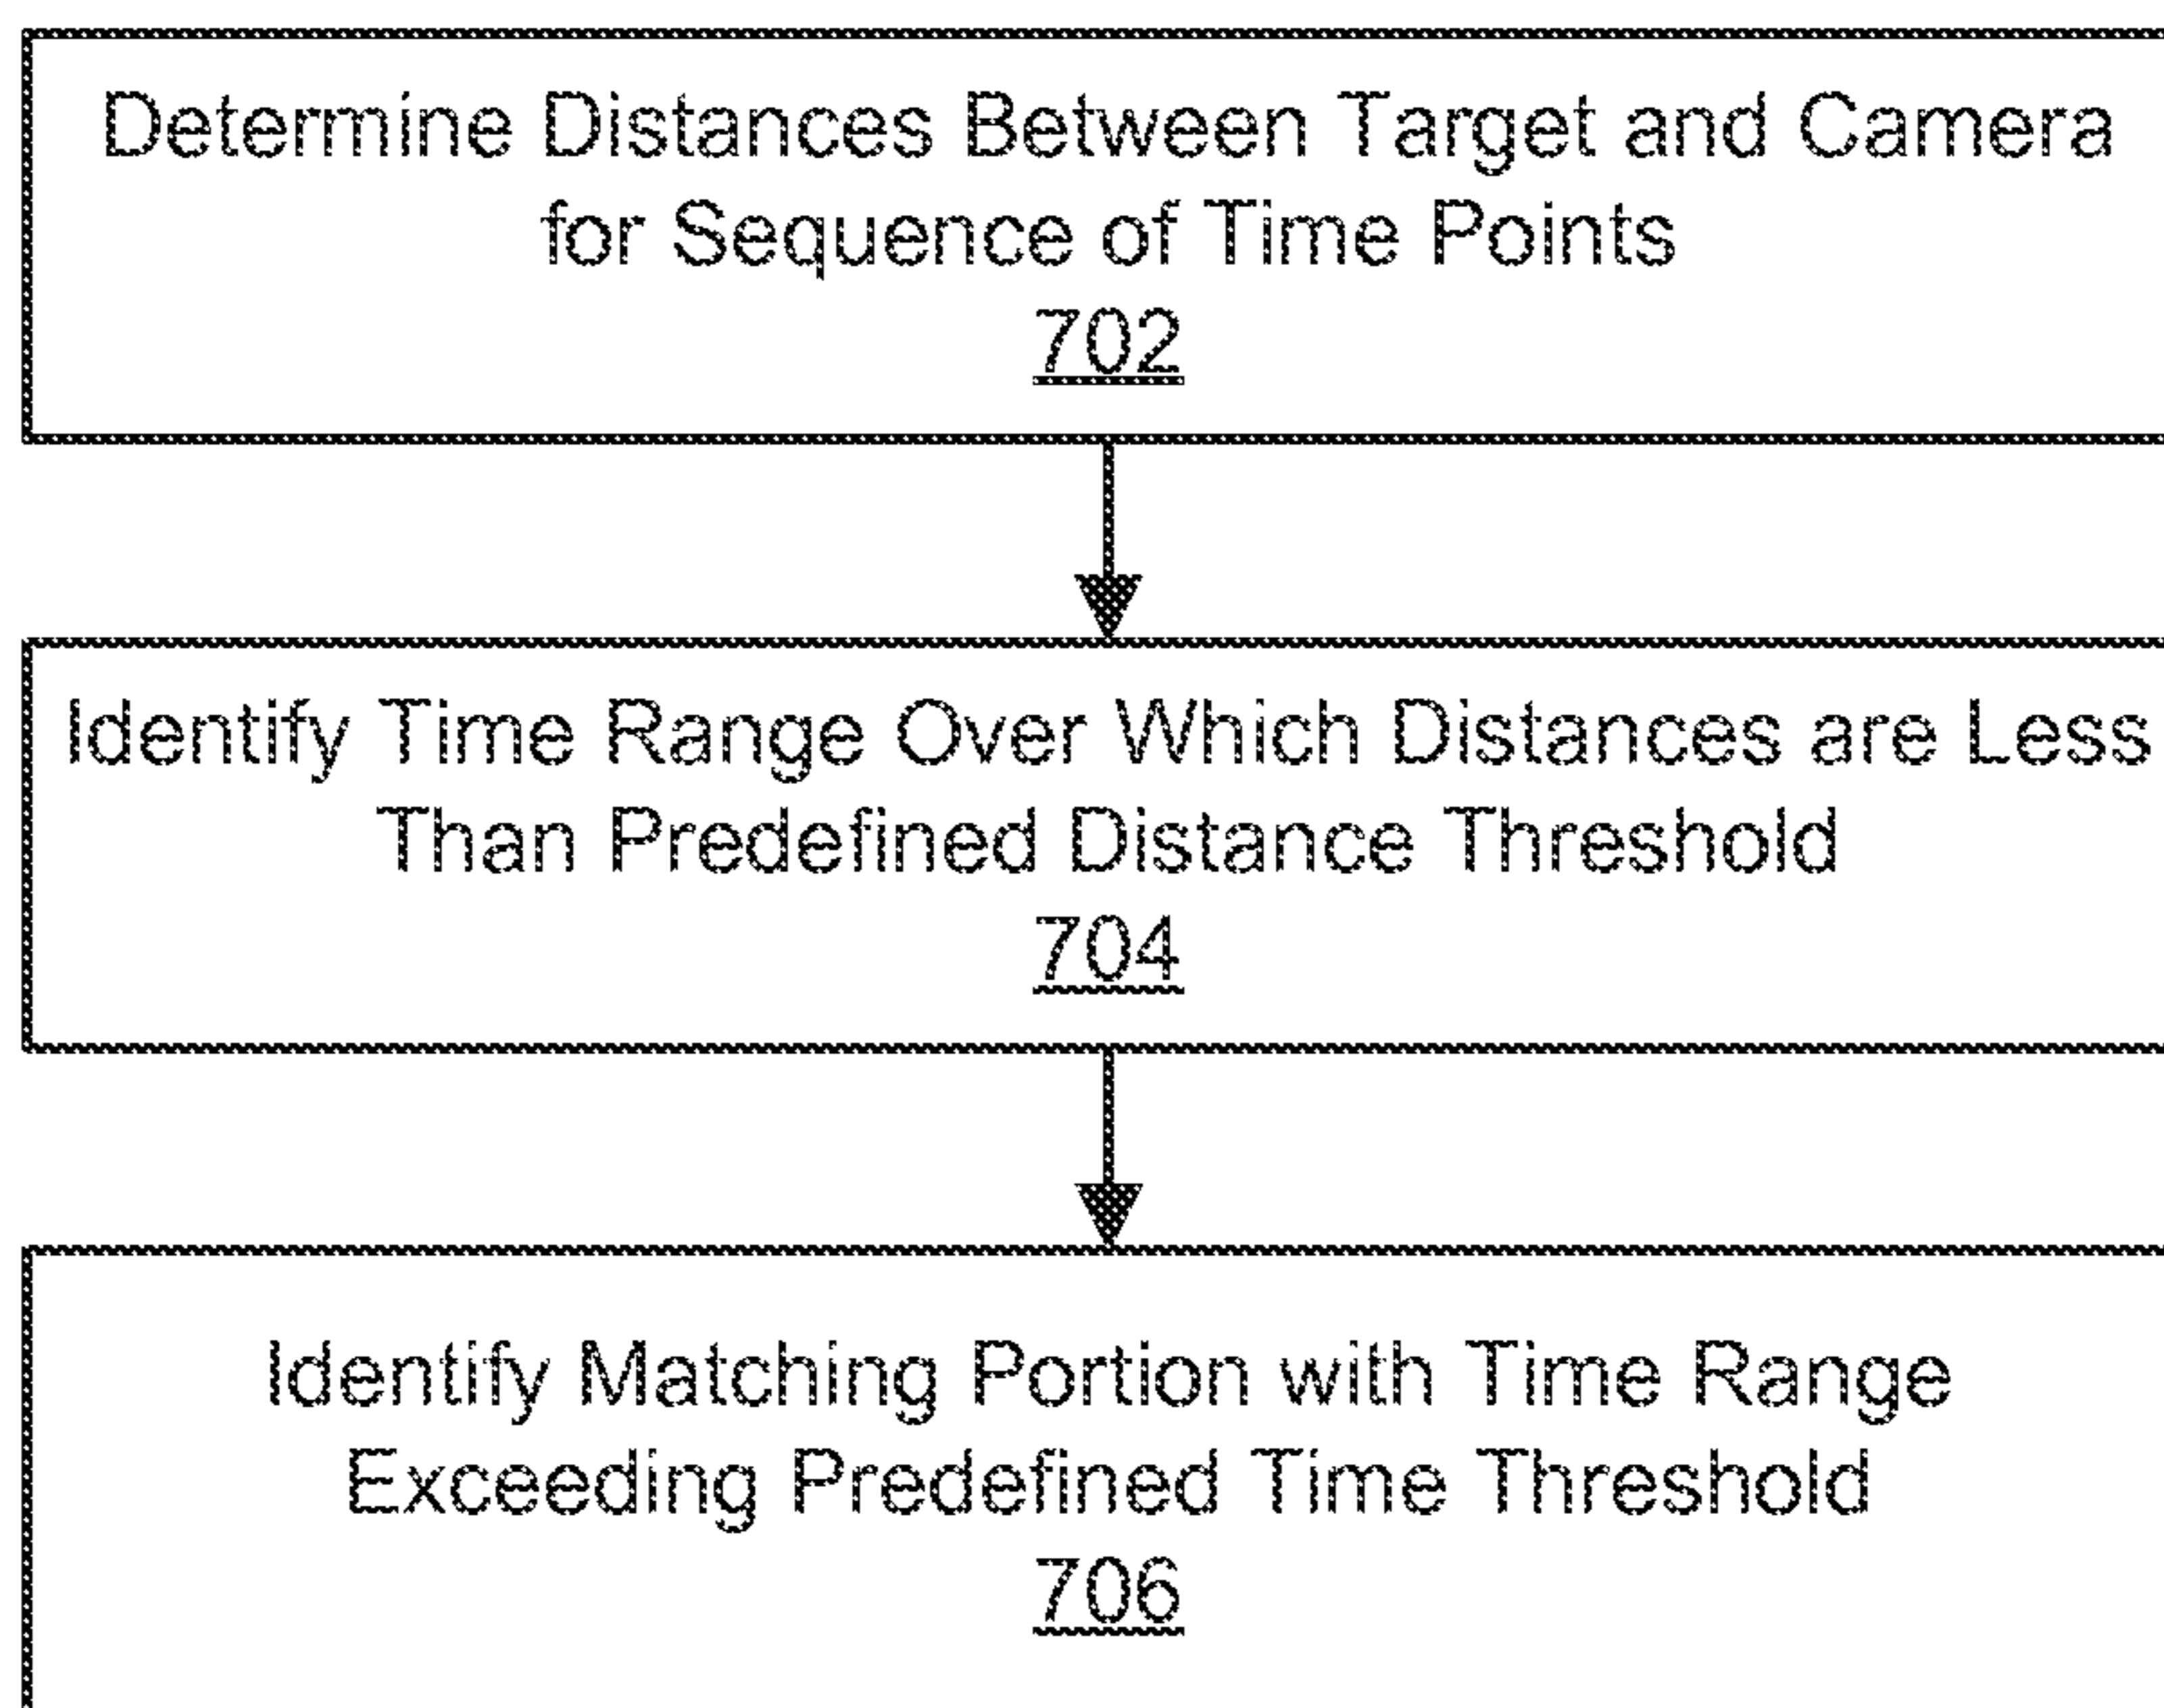 Determine Distances Between Target and Camera
for Sequence of Time Points
702
Identify Time Range Over Which Distances are Less
Than Predefined Distance Threshold
704
Identify Matching Portion with Time Range
Exceeding Predefined Time Threshold
706